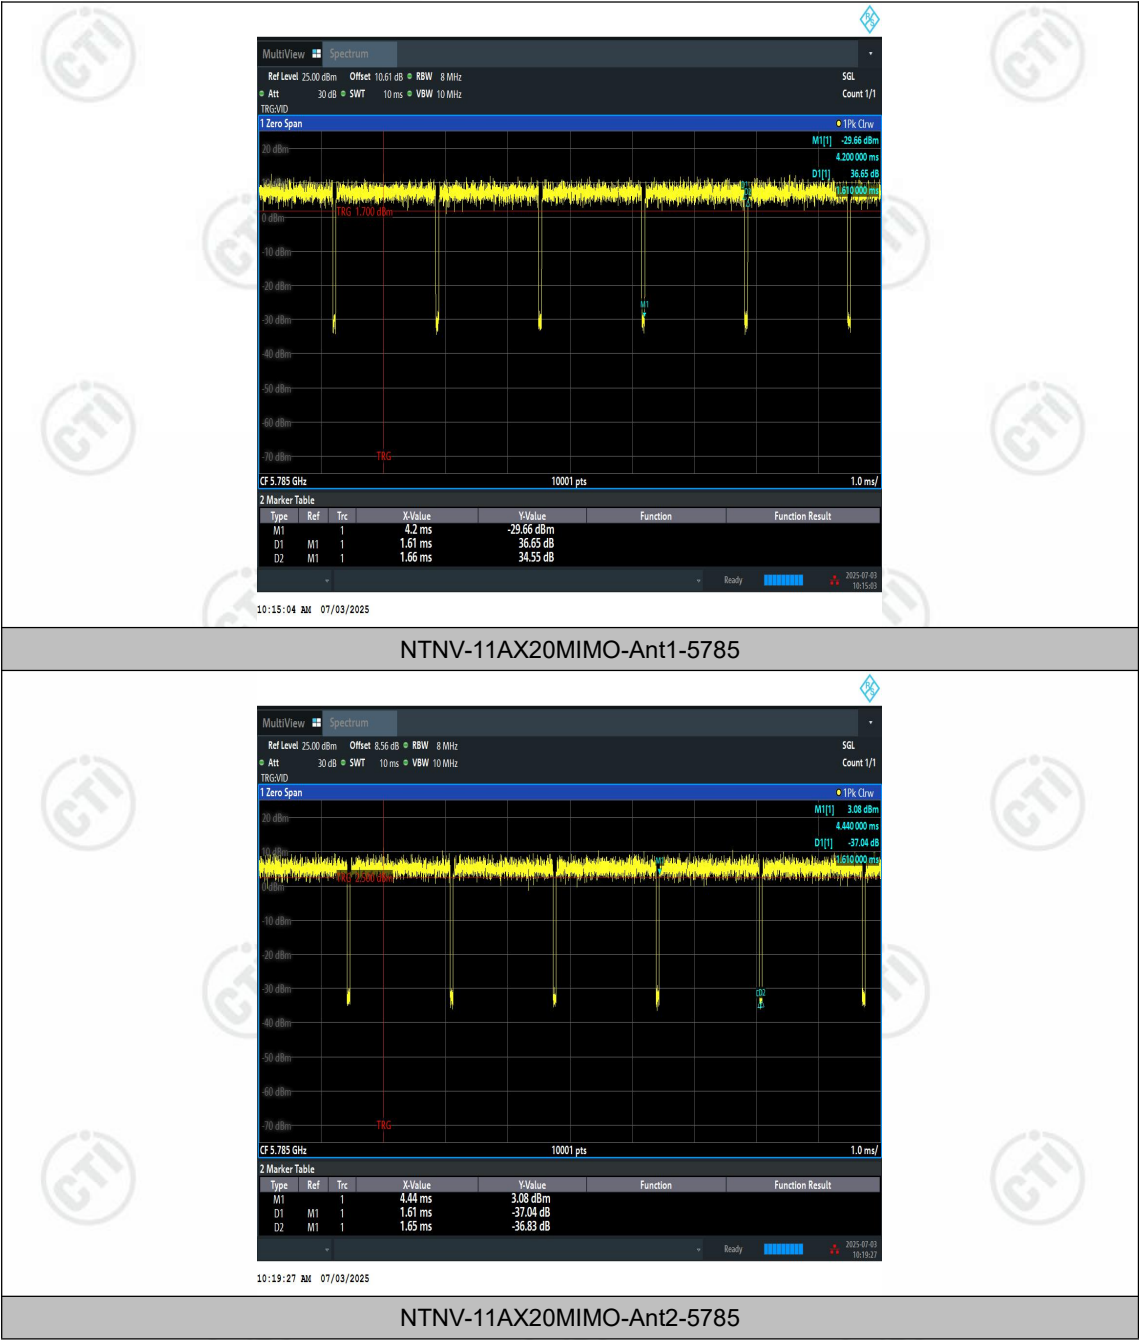 MultiView Spectrum
Ref Level 25.00 dBm Offset 10.61 dB RBW 8 MHz SGL
Att 30 dB SWT 10 ms VBW 10 MHz Count 1/1
TRG:VID
1 Zero Span 1Pk Clrw
M1[1] -29.66 dBm
20 dBm
4.200 000 ms
D1[1] 36.65 dB
1.610 000 ms
TRG 1.700 dBm
0 dBm
-10 dBm
-20 dBm
M1
-30 dBm
-40 dBm
-50 dBm
-60 dBm
-70 dBm TRG
CF 5.785 GHz 10001 pts 1.0 ms/
2 Marker Table
Type Ref Trc X-Value Y-Value Function Function Result
M1 1 4.2 ms -29.66 dBm
D1 M1 1 1.61 ms 36.65 dB
D2 M1 1 1.66 ms 34.55 dB
Ready 2025-07-03
10:15:03
10:15:04 AM 07/03/2025
NTNV-11AX20MIMO-Ant1-5785
MultiView Spectrum
Ref Level 25.00 dBm Offset 8.56 dB RBW 8 MHz SGL
Att 30 dB SWT 10 ms VBW 10 MHz Count 1/1
TRG:VID
1 Zero Span 1Pk Clrw
M1[1] 3.08 dBm
20 dBm
4.440 000 ms
D1[1] -37.04 dB
10 dBm
1.610 000 ms
0 dBm
-10 dBm
-20 dBm
-30 dBm
D2
-40 dBm
-50 dBm
-60 dBm
-70 dBm TRG
CF 5.785 GHz 10001 pts 1.0 ms/
2 Marker Table
Type Ref Trc X-Value Y-Value Function Function Result
M1 1 4.44 ms 3.08 dBm
D1 M1 1 1.61 ms -37.04 dB
D2 M1 1 1.65 ms -36.83 dB
Ready 2025-07-03
10:19:27
10:19:27 AM 07/03/2025
NTNV-11AX20MIMO-Ant2-5785